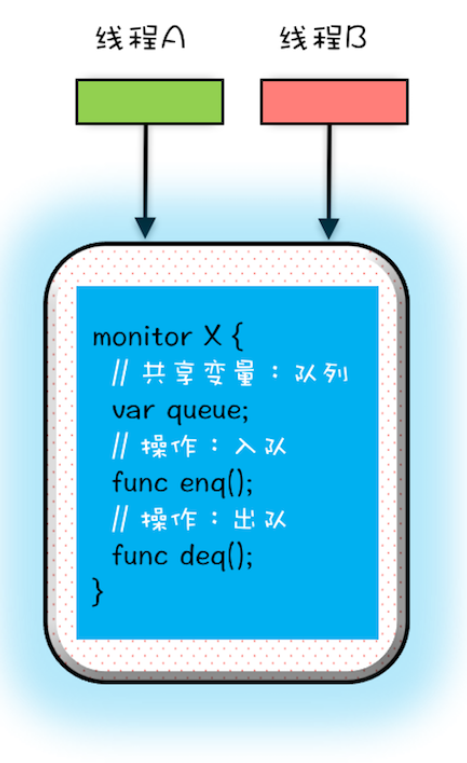 线程A 线程B
monitor X {
// 共享变量：队列
var queue;
// 操作：入队
func enq();
// 操作：出队
func deq();
}